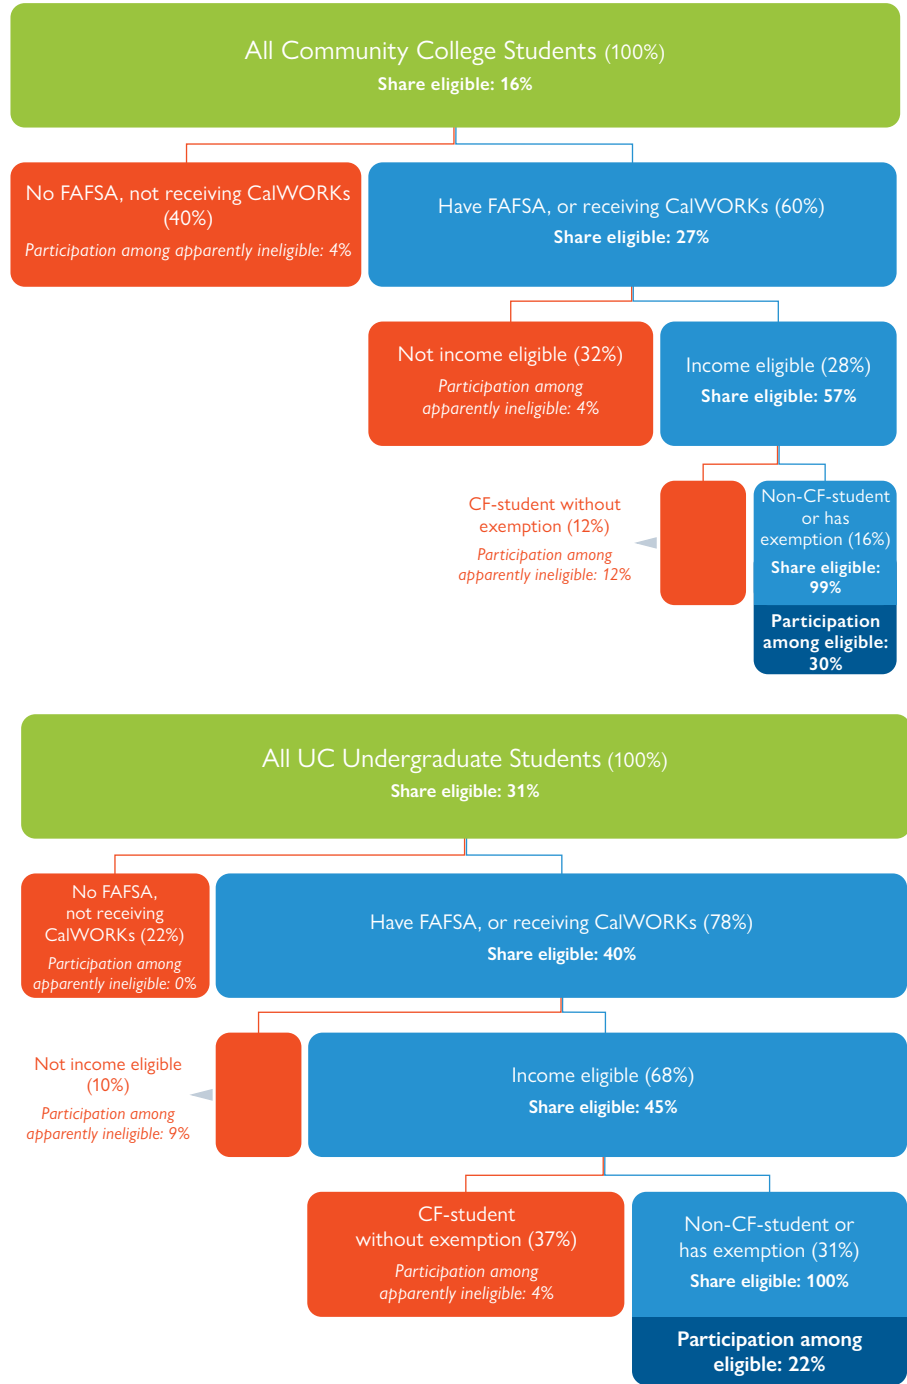 All Community College Students (100%)
Share eligible: 16%
No FAFSA, not receiving CalWORKs
(40%)
Participation among apparently ineligible: 4%
Have FAFSA, or receiving CalWORKs (60%)
Share eligible: 27%
Not income eligible (32%)
Participation among
apparently ineligible: 4%
Income eligible (28%)
Share eligible: 57%
CF-student without
exemption (12%)
Participation among
apparently ineligible: 12%
Non-CF-student
or has
exemption (16%)
Share eligible:
99%
Participation
among eligible:
30%
All UC Undergraduate Students (100%)
Share eligible: 31%
No FAFSA,
not receiving
CalWORKs (22%)
Participation among
apparently ineligible: 0%
Have FAFSA, or receiving CalWORKs (78%)
Share eligible: 40%
Not income eligible
(10%)
Participation among
apparently ineligible: 9%
Income eligible (68%)
Share eligible: 45%
CF-student
without exemption (37%)
Participation among
apparently ineligible: 4%
Non-CF-student or
has exemption (31%)
Share eligible: 100%
Participation among
eligible: 22%